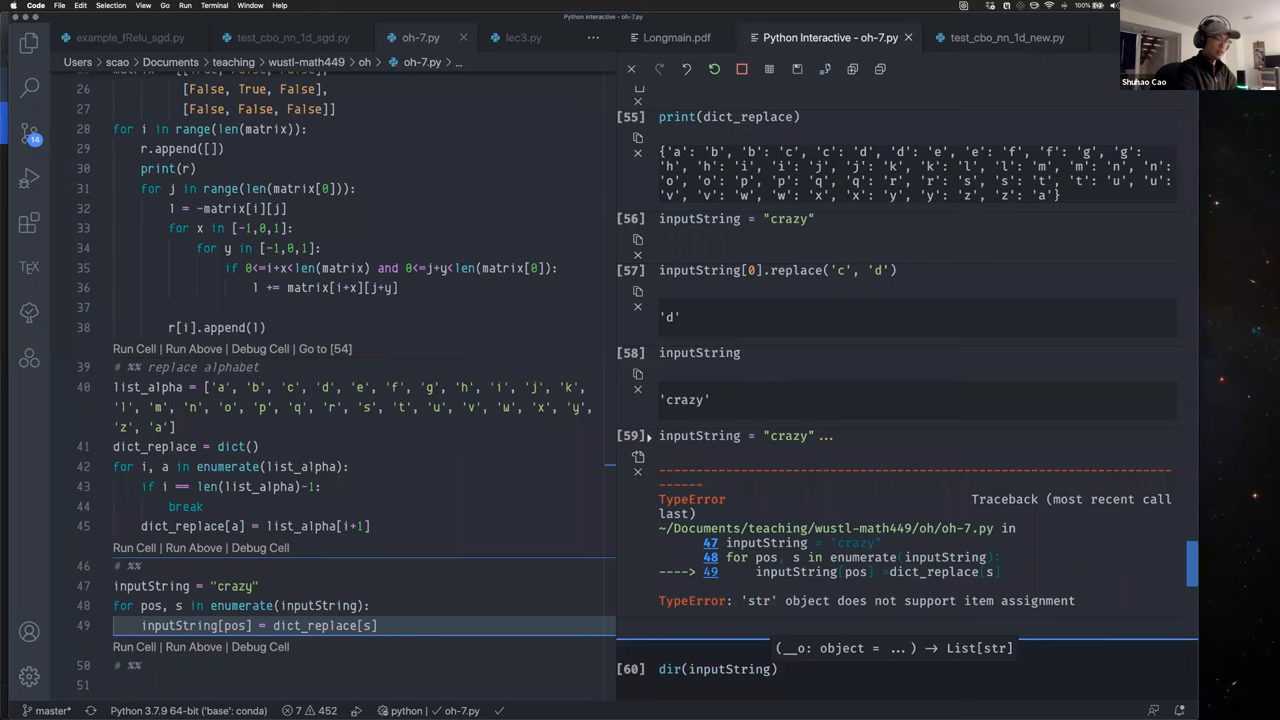 Code File Edit Selection View Go Run Terminal Window Help
100%
Python Interactive - oh-7.py
Shuhao Cao
example_fRelu_sgd.py test_cbo_nn_1d_sgd.py oh-7.py lec3.py ···
Longmain.pdf Python Interactive - oh-7.py test_cbo_nn_1d_new.py
Users > scao > Documents > teaching > wustl-math449 > oh > oh-7.py > ...
26 [False, True, False],
27 [False, False, False]]
28 for i in range(len(matrix)):
29 r.append([])
30 print(r)
31 for j in range(len(matrix[0])):
32 l = -matrix[i][j]
33 for x in [-1,0,1]:
34 for y in [-1,0,1]:
35 if 0<=i+x<len(matrix) and 0<=j+y<len(matrix[0]):
36 l += matrix[i+x][j+y]
37
38 r[i].append(l)
Run Cell | Run Above | Debug Cell | Go to [54]
39 # %% replace alphabet
40 list_alpha = ['a', 'b', 'c', 'd', 'e', 'f', 'g', 'h', 'i', 'j', 'k',
'l', 'm', 'n', 'o', 'p', 'q', 'r', 's', 't', 'u', 'v', 'w', 'x', 'y',
'z', 'a']
41 dict_replace = dict()
42 for i, a in enumerate(list_alpha):
43 if i == len(list_alpha)-1:
44 break
45 dict_replace[a] = list_alpha[i+1]
Run Cell | Run Above | Debug Cell
46 # %%
47 inputString = "crazy"
48 for pos, s in enumerate(inputString):
49 inputString[pos] = dict_replace[s]
Run Cell | Run Above | Debug Cell
50 # %%
51
[55] print(dict_replace)
{'a': 'b', 'b': 'c', 'c': 'd', 'd': 'e', 'e': 'f', 'f': 'g', 'g':
'h', 'h': 'i', 'i': 'j', 'j': 'k', 'k': 'l', 'l': 'm', 'm': 'n', 'n':
'o', 'o': 'p', 'p': 'q', 'q': 'r', 'r': 's', 's': 't', 't': 'u', 'u':
'v', 'v': 'w', 'w': 'x', 'x': 'y', 'y': 'z', 'z': 'a'}
[56] inputString = "crazy"
[57] inputString[0].replace('c', 'd')
'd'
[58] inputString
'crazy'
[59] inputString = "crazy"...
---------------------------------------------------------------------------
TypeError Traceback (most recent call
last)
~/Documents/teaching/wustl-math449/oh/oh-7.py in
47 inputString = "crazy"
48 for pos, s in enumerate(inputString):
----> 49 inputString[pos] =dict_replace[s]
TypeError: 'str' object does not support item assignment
(__o: object = ...) -> List[str]
[60] dir(inputString)
TEX
14
master* Python 3.7.9 64-bit ('base': conda) 7 452 python | ✓ oh-7.py ✓